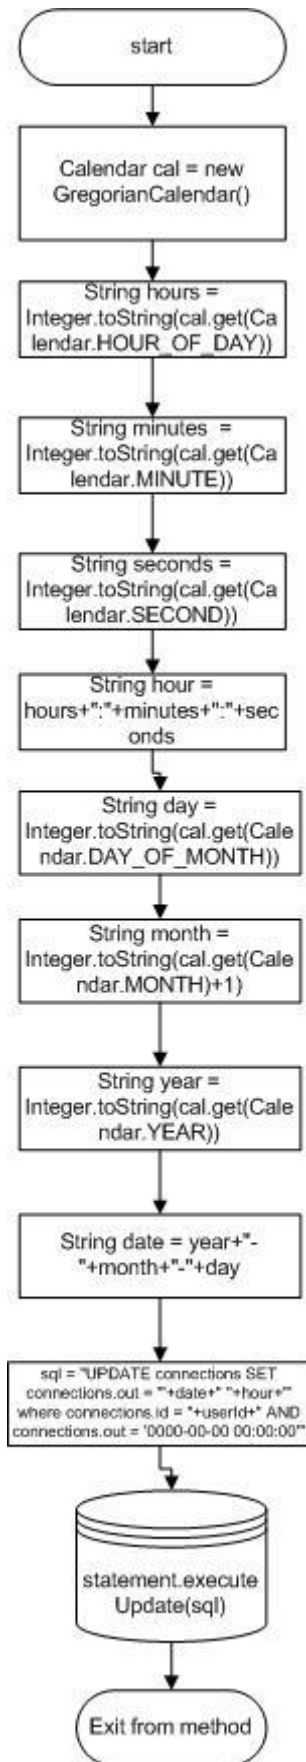 start
Calendar cal = new
GregorianCalendar()
String hours =
Integer.toString(cal.get(Ca
lendar.HOUR_OF_DAY))
String minutes =
Integer.toString(cal.get(Ca
lendar.MINUTE))
String seconds =
Integer.toString(cal.get(Ca
lendar.SECOND))
String hour =
hours+":"+minutes+":"+sec
onds
String day =
Integer.toString(cal.get(Cale
ndar.DAY_OF_MONTH))
String month =
Integer.toString(cal.get(Cale
ndar.MONTH)+1)
String year =
Integer.toString(cal.get(Cale
ndar.YEAR))
String date = year+"-
"+month+"-"+day
sql = "UPDATE connections SET
connections.out = '"+date+" "+hour+"'
where connections.id = "+userId+" AND
connections.out = '0000-00-00 00:00:00'"
statement.execute
Update(sql)
Exit from method